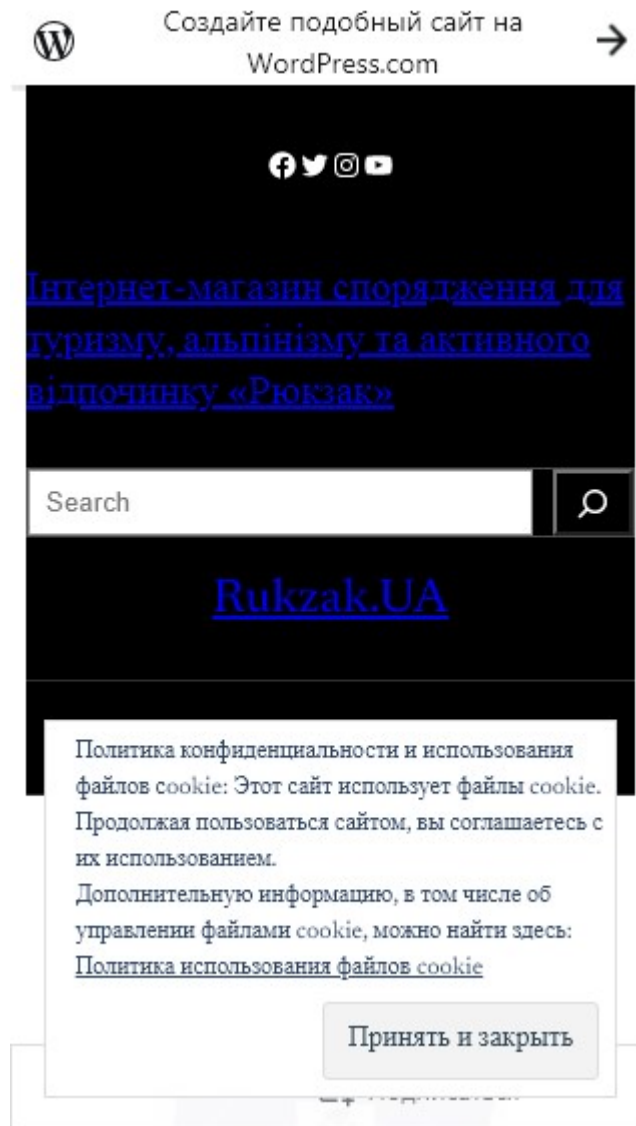 Создайте подобный сайт на
WordPress.com
Інтернет-магазин спорядження для
туризму, альпінізму та активного
відпочинку «Рюкзак»
Search
Rukzak.UA
Политика конфиденциальности и использования
файлов сookie: Этот сайт использует файлы cookie.
Продолжая пользоваться сайтом, вы соглашаетесь с
их использованием.
Дополнительную информацию, в том числе об
управлении файлами cookie, можно найти здесь:
Политика использования файлов cookie
Принять и закрыть